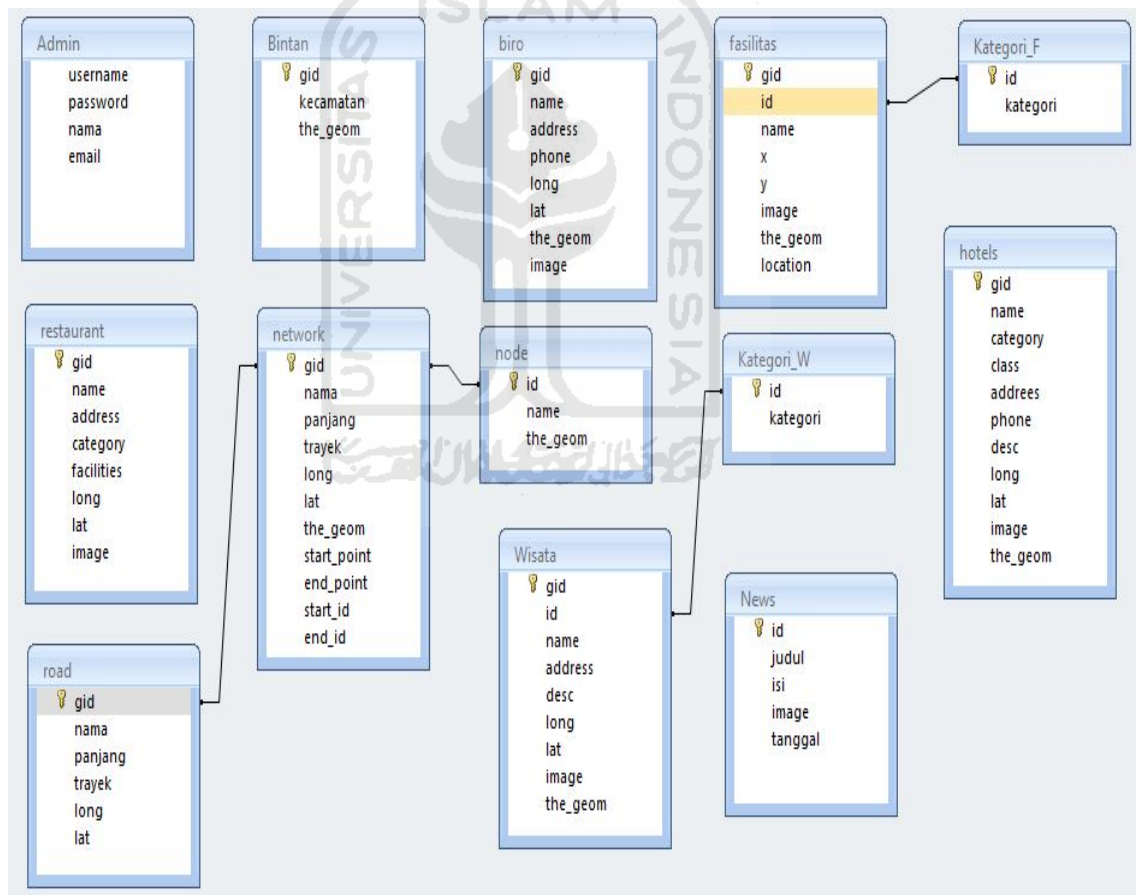 ISLAM
UNIVERSITAS
INDONESIA
Admin
username
password
nama
email
Bintan
gid
kecamatan
the_geom
biro
gid
name
address
phone
long
lat
the_geom
image
fasilitas
gid
id
name
x
y
image
the_geom
location
Kategori_F
id
kategori
restaurant
gid
name
address
category
facilities
long
lat
image
network
gid
nama
panjang
trayek
long
lat
the_geom
start_point
end_point
start_id
end_id
node
id
name
the_geom
Kategori_W
id
kategori
hotels
gid
name
category
class
addrees
phone
desc
long
lat
image
the_geom
road
gid
nama
panjang
trayek
long
lat
Wisata
gid
id
name
address
desc
long
lat
image
the_geom
News
id
judul
isi
image
tanggal